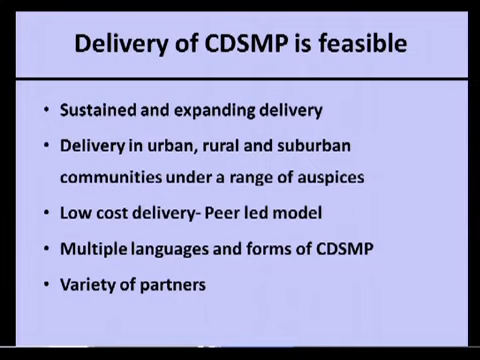 Delivery of CDSMP is feasible
• Sustained and expanding delivery
• Delivery in urban, rural and suburban
communities under a range of auspices
• Low cost delivery- Peer led model
• Multiple languages and forms of CDSMP
• Variety of partners